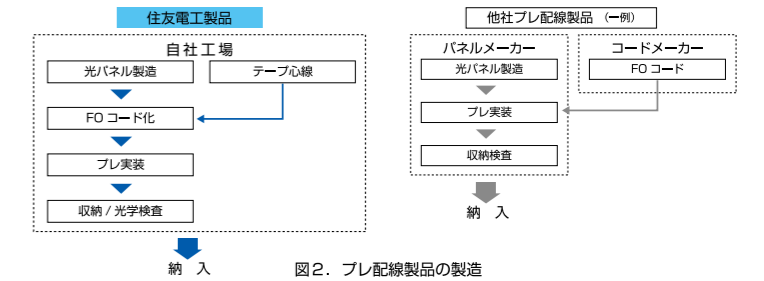 住友電工製品
自社工場
光パネル製造
テープ心線
FO コード化
プレ実装
収納 / 光学検査
納 入
他社プレ配線製品 (一例)
パネルメーカー
コードメーカー
光パネル製造
FO コード
プレ実装
収納検査
納 入
図2. プレ配線製品の製造